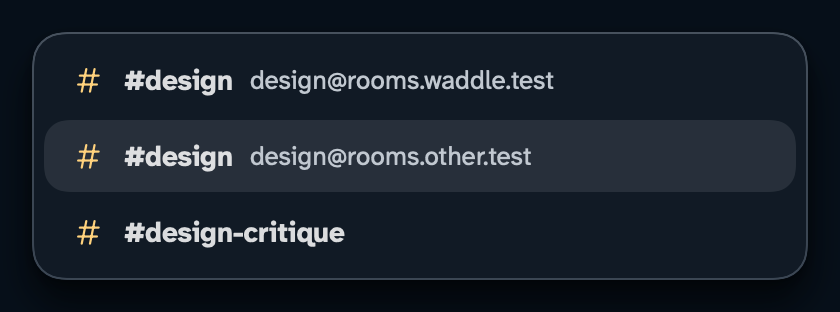 # #design design@rooms.waddle.test
# #design design@rooms.other.test
# #design-critique